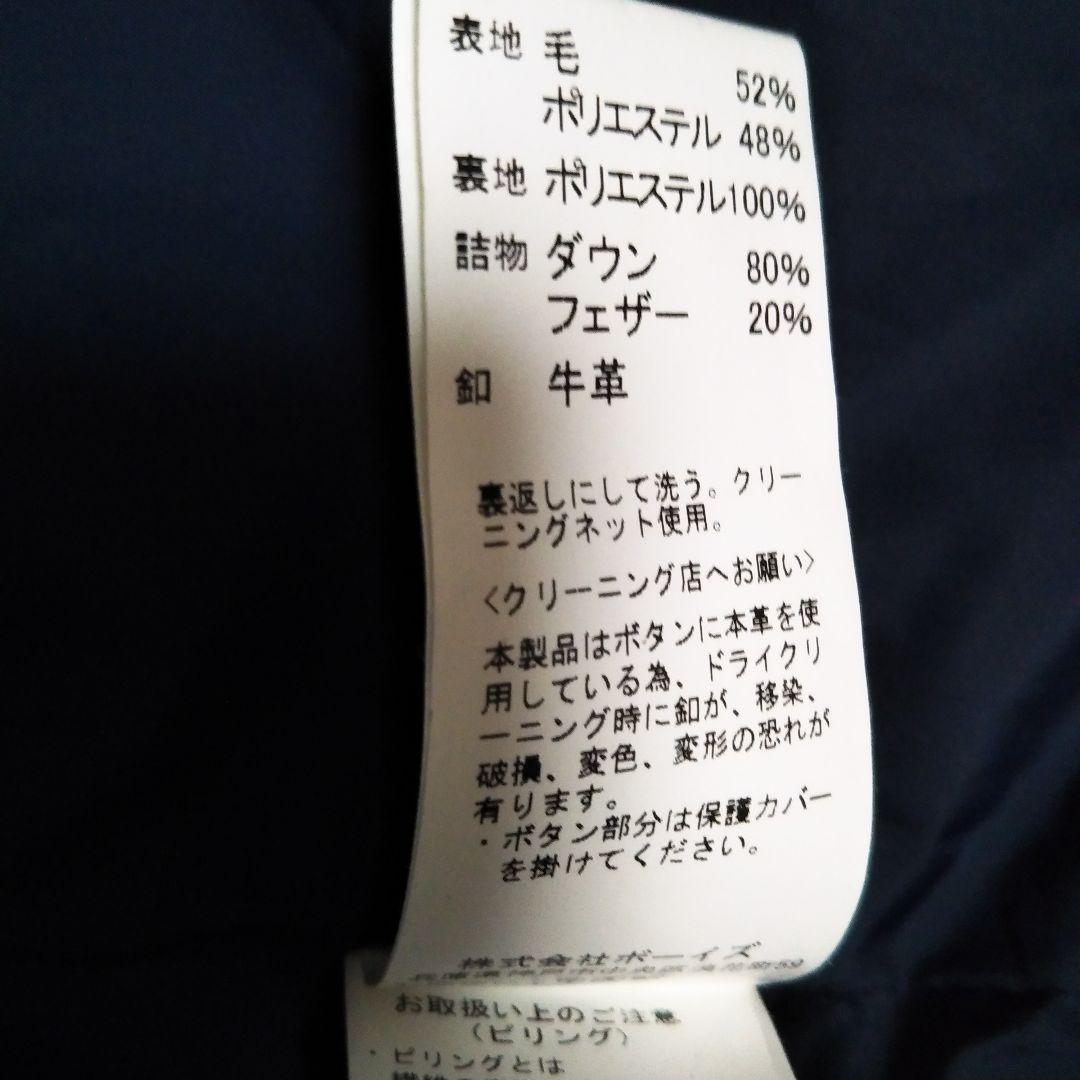 表地 毛 52%
ポリエステル 48%
裏地 ポリエステル100%
詰物 ダウン 80%
フェザー 20%
釦 牛革
裏返しにして洗う。クリー
ニングネット使用。
〈クリーニング店へお願い〉
本製品はボタンに本革を使
用している為、ドライクリ
ーニング時に釦が、移染、
破損、変色、変形の恐れが
有ります。
・ボタン部分は保護カバー
を掛けてください。
株式会社ボーイズ
お取扱い上のご注意
(ピリング)
・ピリングとは